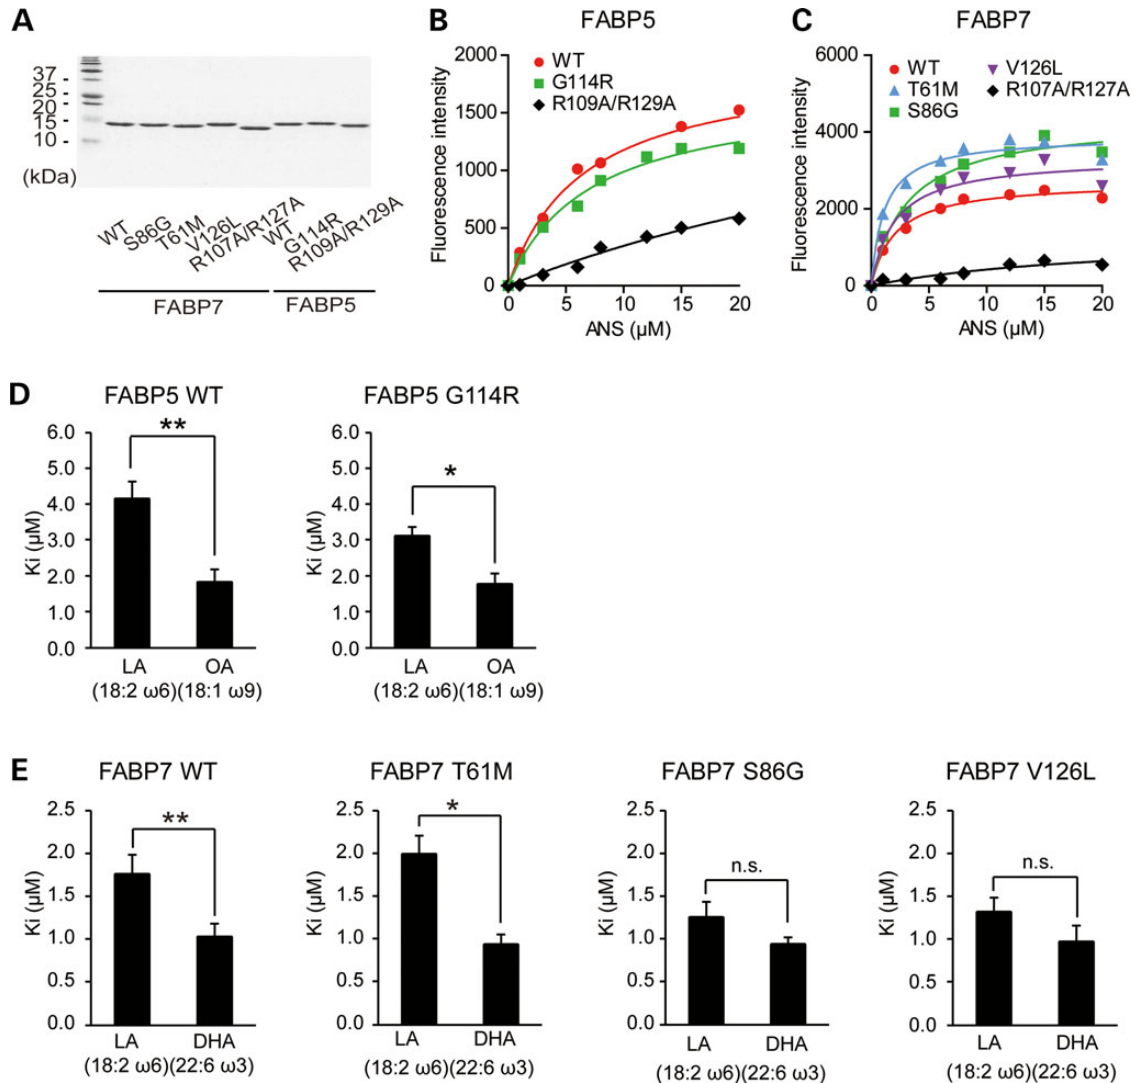 A
37 -
25 -
20 -
15 -
10 -
(kDa)
WT
S86G
T61M
V126L
R107A/R127A
WT
G114R
R109A/R129A
FABP7
FABP5
B
FABP5
Fluorescence intensity
2000
1500
1000
500
0
WT
G114R
R109A/R129A
0
5
10
15
20
ANS (μM)
C
FABP7
Fluorescence intensity
6000
4000
2000
0
WT
T61M
S86G
V126L
R107A/R127A
0
5
10
15
20
ANS (μM)
D
FABP5 WT
Ki (μM)
6.0
5.0
4.0
3.0
2.0
1.0
0.0
**
LA
OA
(18:2 ω6)(18:1 ω9)
FABP5 G114R
Ki (μM)
6.0
5.0
4.0
3.0
2.0
1.0
0.0
*
LA
OA
(18:2 ω6)(18:1 ω9)
E
FABP7 WT
Ki (μM)
2.5
2.0
1.5
1.0
0.5
0.0
**
LA
DHA
(18:2 ω6)(22:6 ω3)
FABP7 T61M
Ki (μM)
2.5
2.0
1.5
1.0
0.5
0.0
*
LA
DHA
(18:2 ω6)(22:6 ω3)
FABP7 S86G
Ki (μM)
2.5
2.0
1.5
1.0
0.5
0.0
n.s.
LA
DHA
(18:2 ω6)(22:6 ω3)
FABP7 V126L
Ki (μM)
2.5
2.0
1.5
1.0
0.5
0.0
n.s.
LA
DHA
(18:2 ω6)(22:6 ω3)